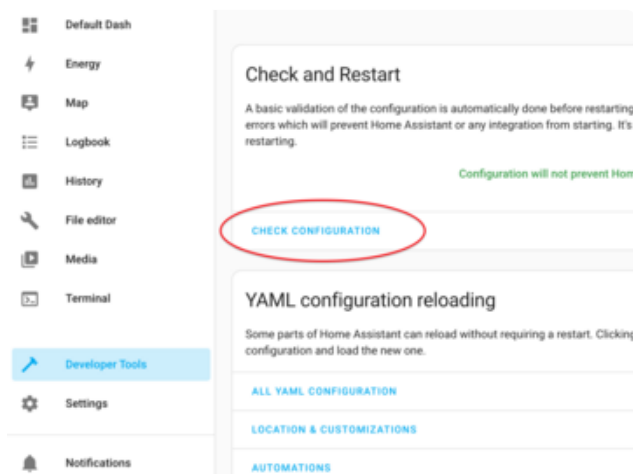 Default Dash
Energy
Map
Logbook
History
File editor
Media
Terminal
Developer Tools
Settings
Notifications
Check and Restart
A basic validation of the configuration is automatically done before restarting
errors which will prevent Home Assistant or any integration from starting. It's
restarting.
Configuration will not prevent Hom
CHECK CONFIGURATION
YAML configuration reloading
Some parts of Home Assistant can reload without requiring a restart. Clicking
configuration and load the new one.
ALL YAML CONFIGURATION
LOCATION & CUSTOMIZATIONS
AUTOMATIONS